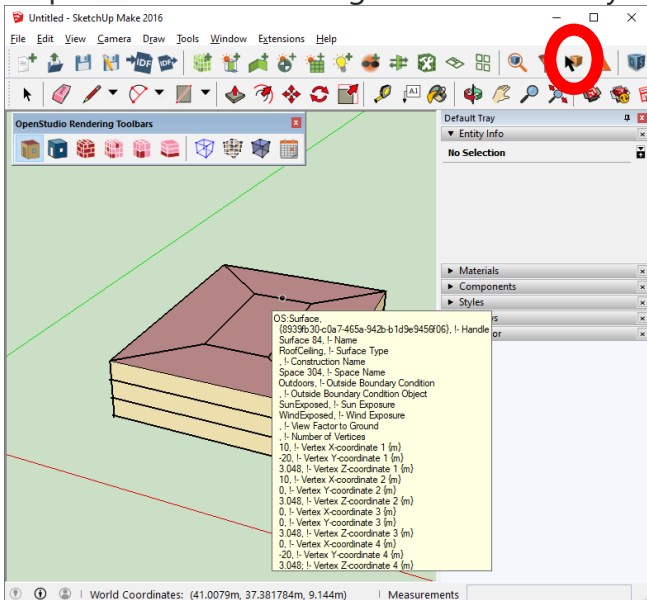 Untitled - SketchUp Make 2016
File Edit View Camera Draw Tools Window Extensions Help
IDF IDF
A1
OpenStudio Rendering Toolbars
Default Tray
Entity Info
No Selection
Materials
Components
Styles
OS:Surface,
{8939fb30-c0a7-465a-942b-b1d9e9456f06}, !- Handle
Surface 84, !- Name
RoofCeiling, !- Surface Type
, !- Construction Name
Space 304, !- Space Name
Outdoors, !- Outside Boundary Condition
, !- Outside Boundary Condition Object
SunExposed, !- Sun Exposure
WindExposed, !- Wind Exposure
, !- View Factor to Ground
, !- Number of Vertices
10, !- Vertex X-coordinate 1 {m}
-20, !- Vertex Y-coordinate 1 {m}
3.048, !- Vertex Z-coordinate 1 {m}
10, !- Vertex X-coordinate 2 {m}
0, !- Vertex Y-coordinate 2 {m}
3.048, !- Vertex Z-coordinate 2 {m}
0, !- Vertex X-coordinate 3 {m}
0, !- Vertex Y-coordinate 3 {m}
3.048, !- Vertex Z-coordinate 3 {m}
0, !- Vertex X-coordinate 4 {m}
-20, !- Vertex Y-coordinate 4 {m}
3.048; !- Vertex Z-coordinate 4 {m}
World Coordinates: (41.0079m, 37.381784m, 9.144m)
Measurements